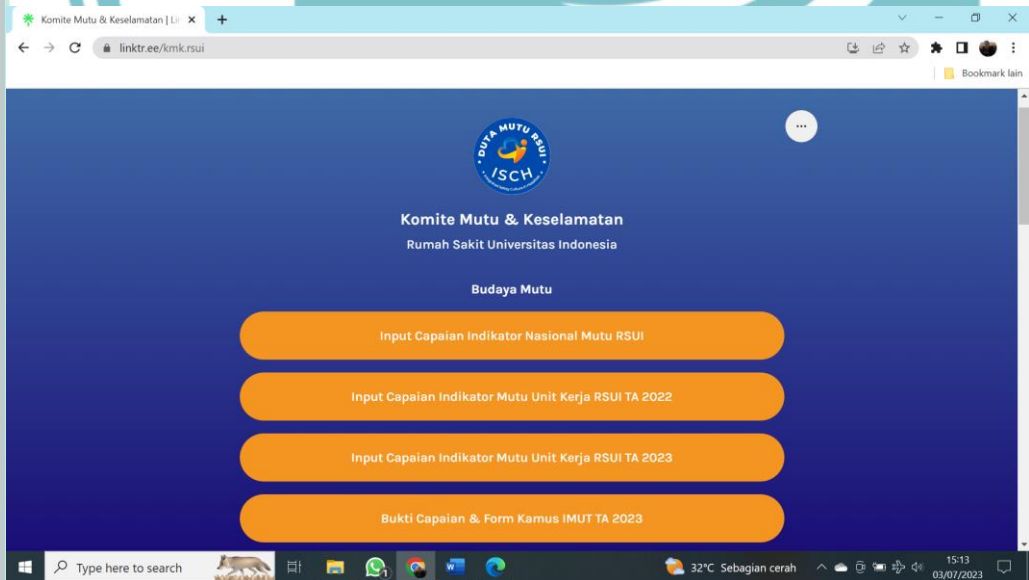 Komite Mutu & Keselamatan | Lin
linktr.ee/kmk.rsui
Bookmark lain
DUTA MUTU RSUI
ISCH
Komite Mutu & Keselamatan
Rumah Sakit Universitas Indonesia
Budaya Mutu
Input Capaian Indikator Nasional Mutu RSUI
Input Capaian Indikator Mutu Unit Kerja RSUI TA 2022
Input Capaian Indikator Mutu Unit Kerja RSUI TA 2023
Bukti Capaian & Form Kamus IMUT TA 2023
Type here to search
32°C Sebagian cerah
15:13
03/07/2023